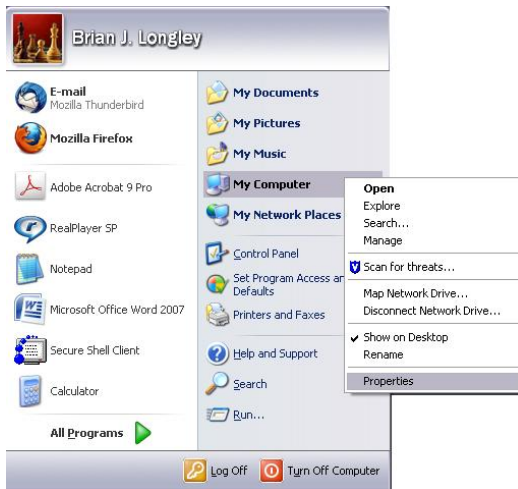 Brian J. Longley
E-mail
Mozilla Thunderbird
Mozilla Firefox
Adobe Acrobat 9 Pro
RealPlayer SP
Notepad
Microsoft Office Word 2007
Secure Shell Client
Calculator
All Programs
My Documents
My Pictures
My Music
My Computer
My Network Places
Control Panel
Set Program Access
Defaults
Printers and Faxes
Help and Support
Search
Run...
Open
Explore
Search...
Manage
Scan for threats...
Map Network Drive...
Disconnect Network Drive...
Show on Desktop
Rename
Properties
Log Off
Turn Off Computer